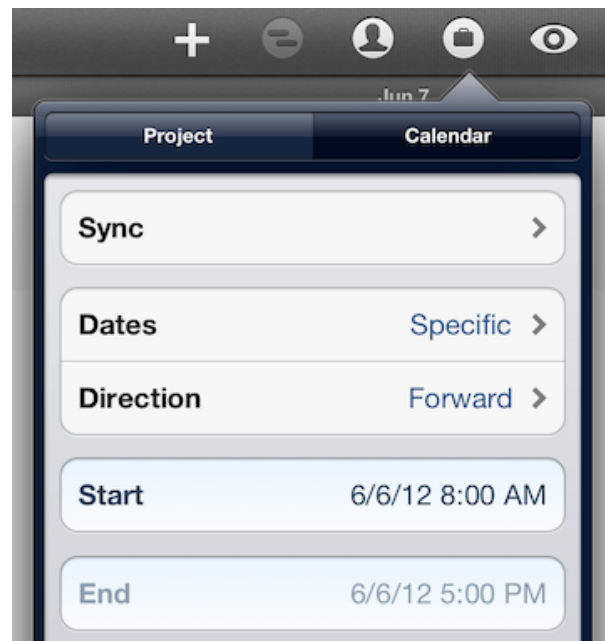 Jun 7
Project Calendar
Sync
Dates Specific
Direction Forward
Start 6/6/12 8:00 AM
End 6/6/12 5:00 PM